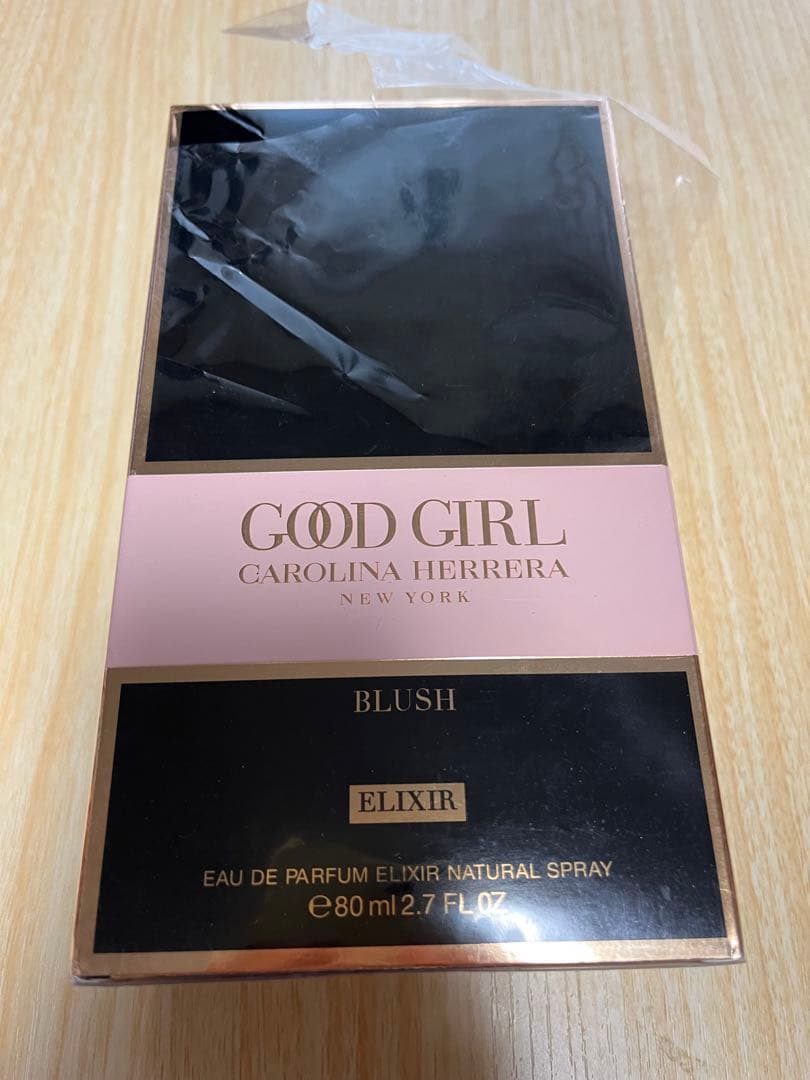 GOOD GIRL
CAROLINA HERRERA
NEW YORK
BLUSH
ELIXIR
EAU DE PARFUM ELIXIR NATURAL SPRAY
℮80 ml 2.7 FL.OZ